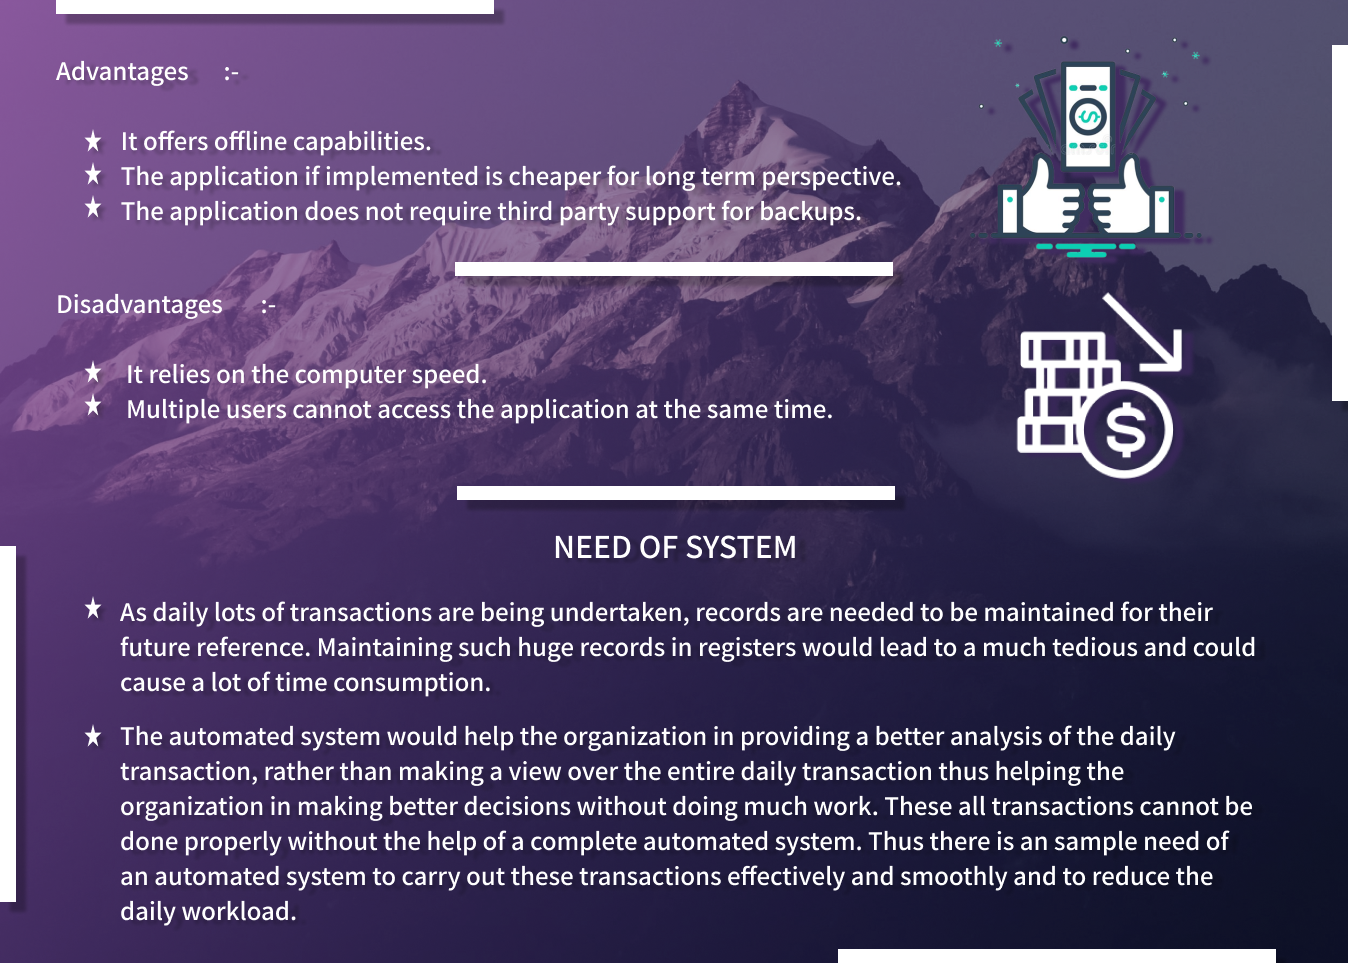 Advantages :-
It offers offline capabilities.
The application if implemented is cheaper for long term perspective.
The application does not require third party support for backups.
Disadvantages :-
It relies on the computer speed.
Multiple users cannot access the application at the same time.
NEED OF SYSTEM
As daily lots of transactions are being undertaken, records are needed to be maintained for their
future reference. Maintaining such huge records in registers would lead to a much tedious and could
cause a lot of time consumption.
The automated system would help the organization in providing a better analysis of the daily
transaction, rather than making a view over the entire daily transaction thus helping the
organization in making better decisions without doing much work. These all transactions cannot be
done properly without the help of a complete automated system. Thus there is an sample need of
an automated system to carry out these transactions effectively and smoothly and to reduce the
daily workload.